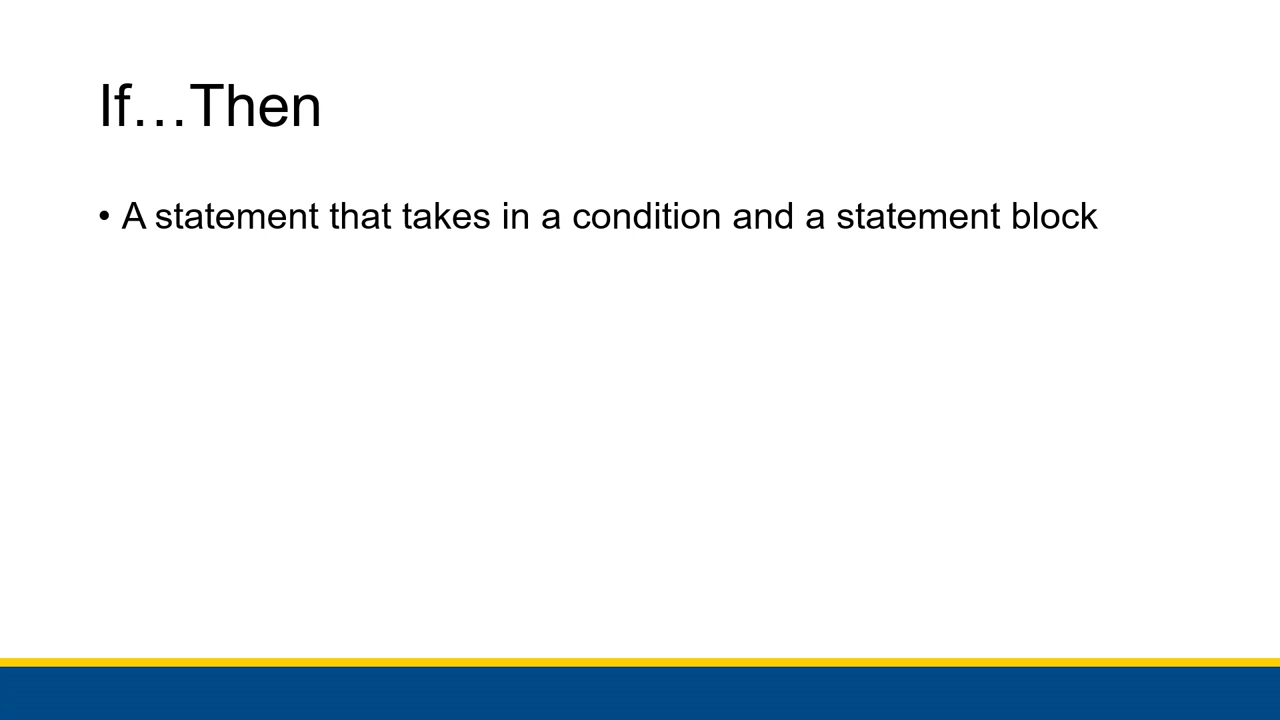 If…Then
• A statement that takes in a condition and a statement block